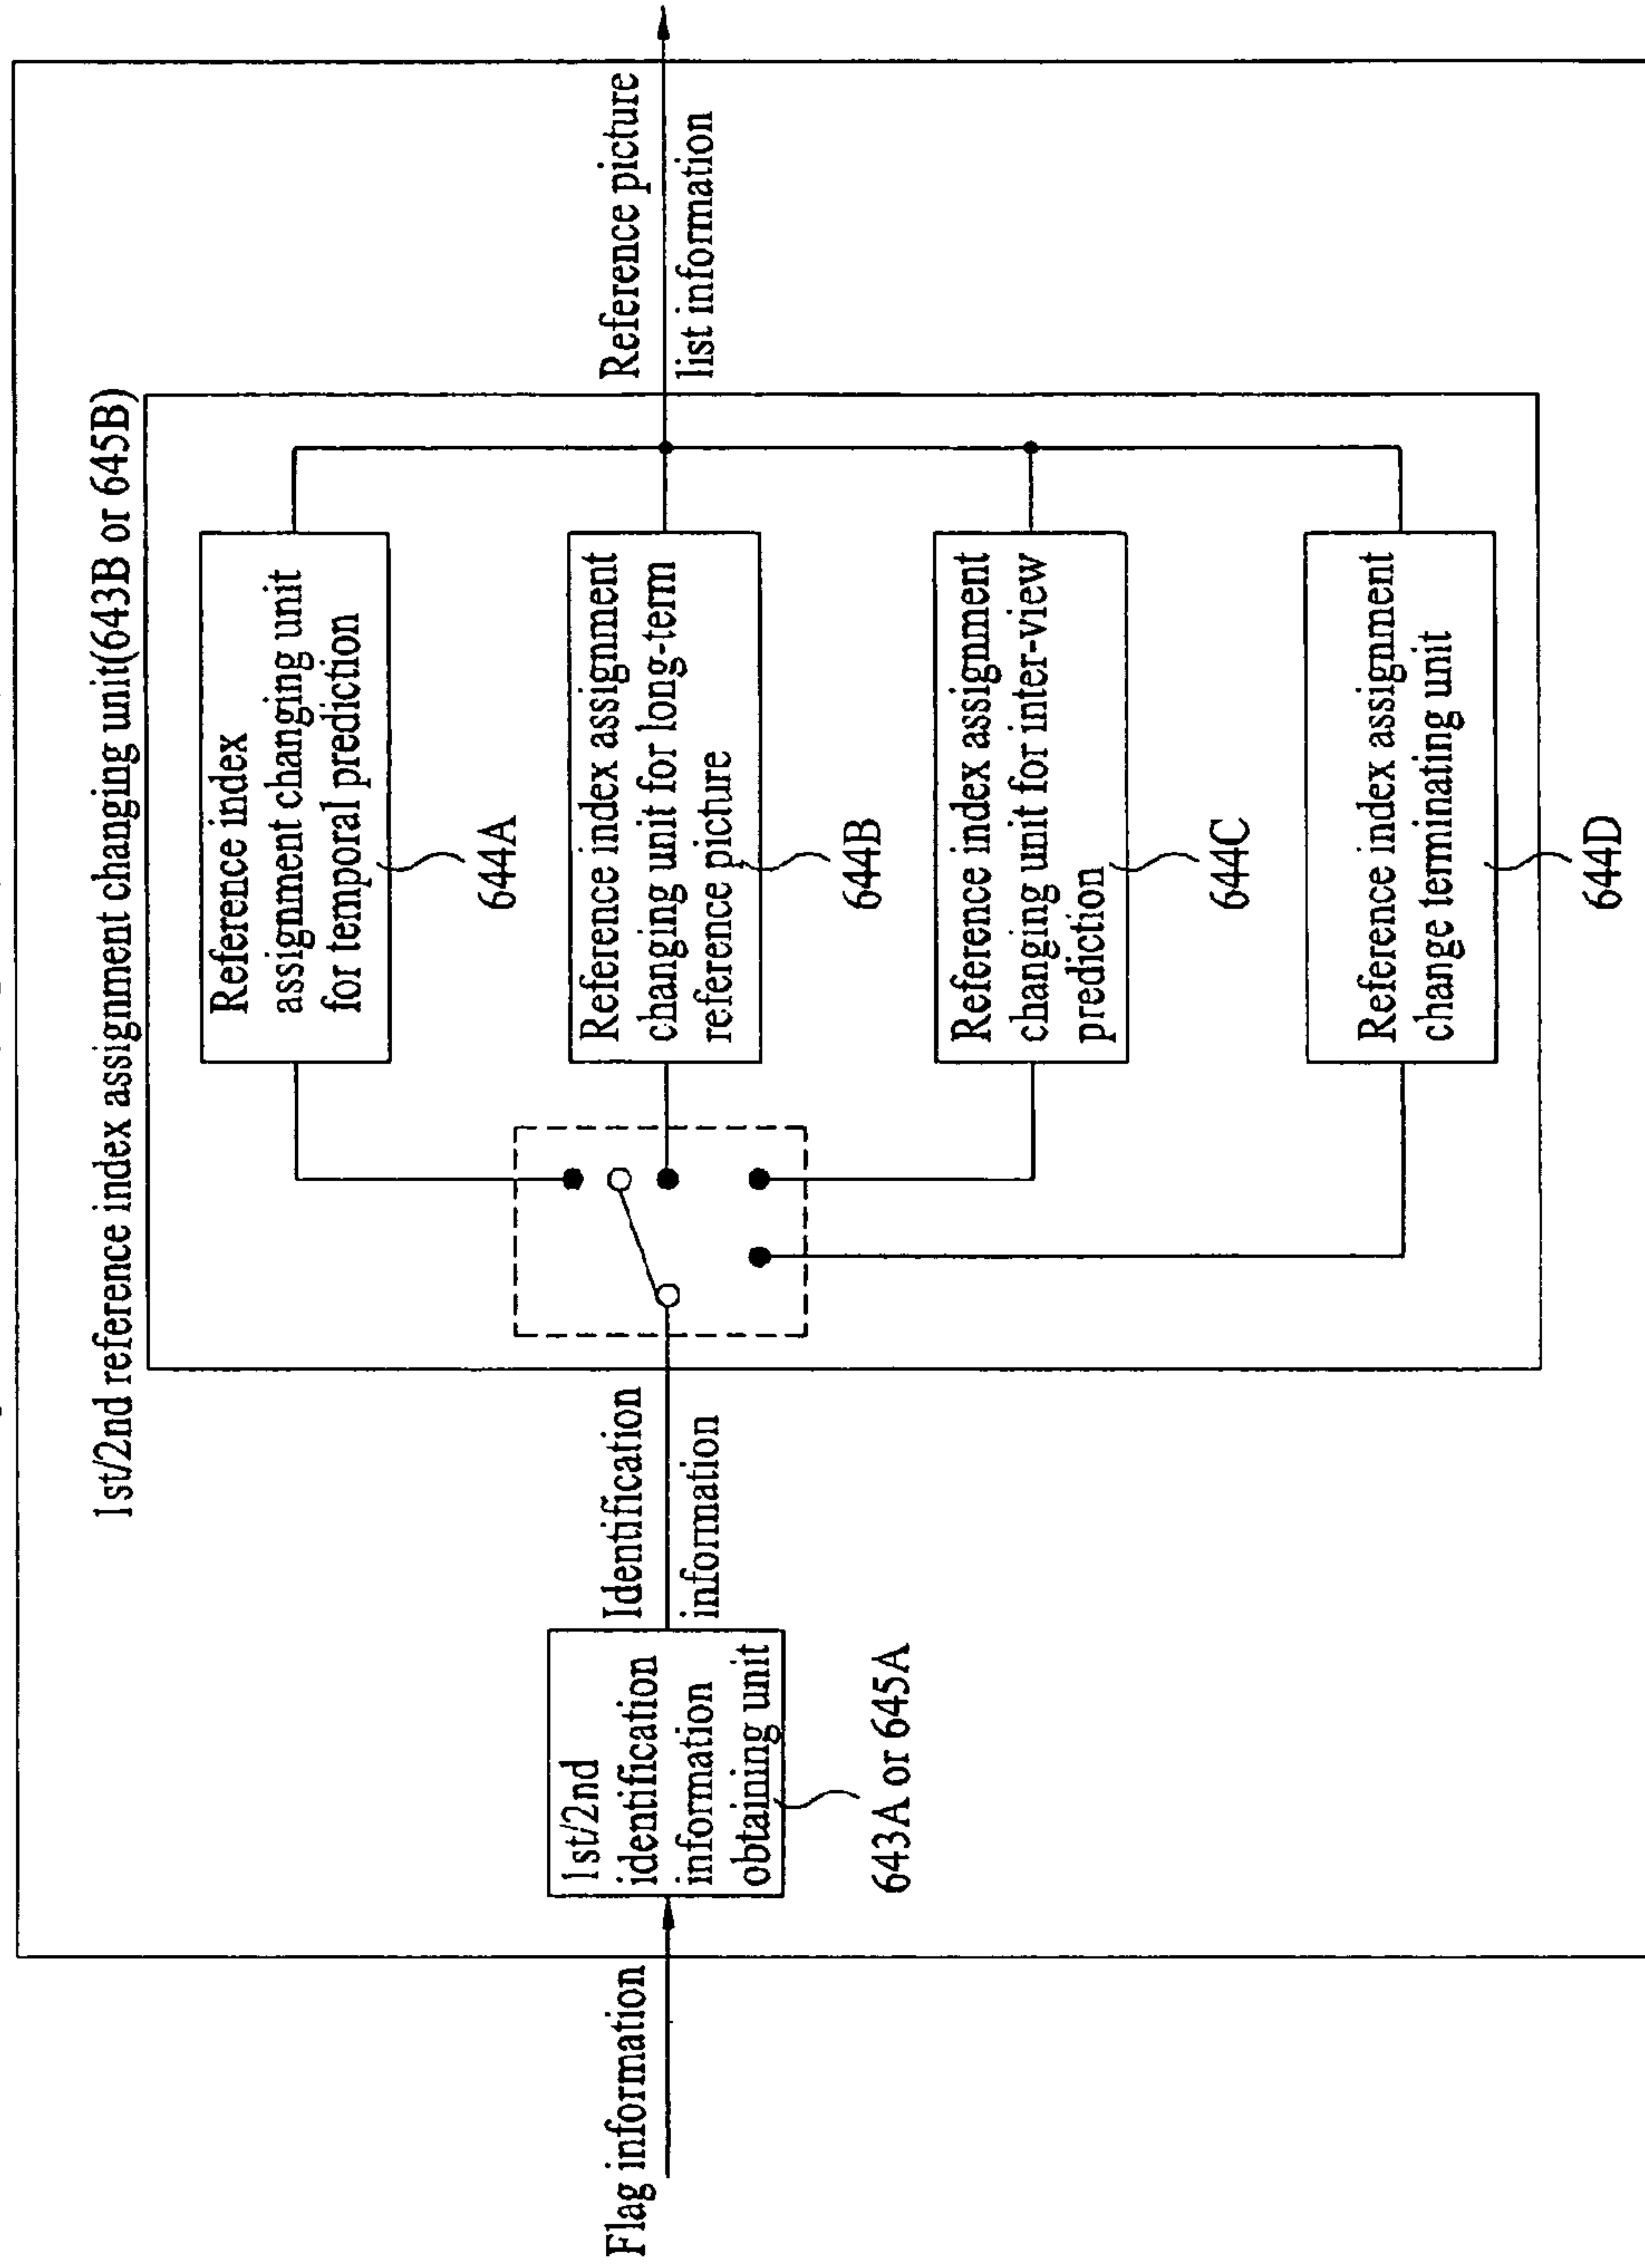 1st/2nd reference index assignment changing unit(643B or 645B)
Flag information
1st/2nd
identification
information
obtaining unit
643A or 645A
Identification
information
Reference index
assignment changing unit
for temporal prediction
644A
Reference index assignment
changing unit for long-term
reference picture
644B
Reference index assignment
changing unit for inter-view
prediction
644C
Reference index assignment
change terminating unit
644D
Reference picture
list information